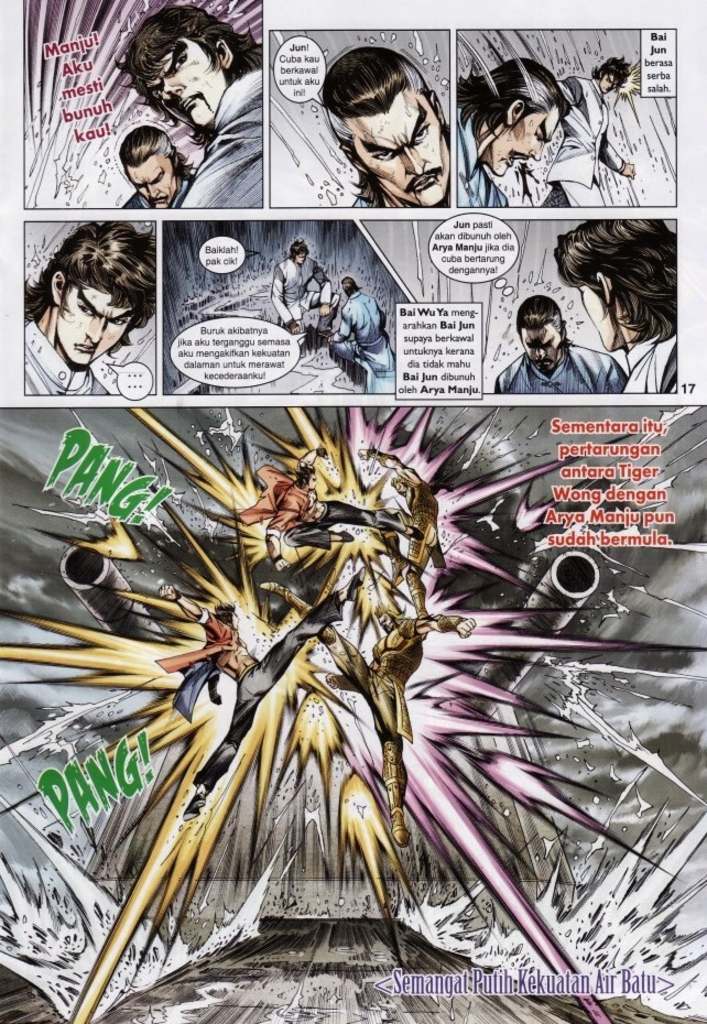 Manju!
Aku
mesti
bunuh
kau!
Jun!
Cuba kau
berkawal
untuk aku
ini!
Bai
Jun
berasa
serba
salah.
...
Baiklah!
pak cik!
Buruk akibatnya
jika aku terganggu semasa
aku mengakifkan kekuatan
dalaman untuk merawat
kecederaanku!
Jun pasti
akan dibunuh oleh
Arya Manju jika dia
cuba bertarung
dengannya!
Bai Wu Ya meng-
arahkan Bai Jun
supaya berkawal
untuknya kerana
dia tidak mahu
Bai Jun dibunuh
oleh Arya Manju.
17
Sementara itu,
pertarungan
antara Tiger
Wong dengan
Arya Manju pun
sudah bermula.
PANG!
PANG!
<Semangat Putih Kekuatan Air Batu>